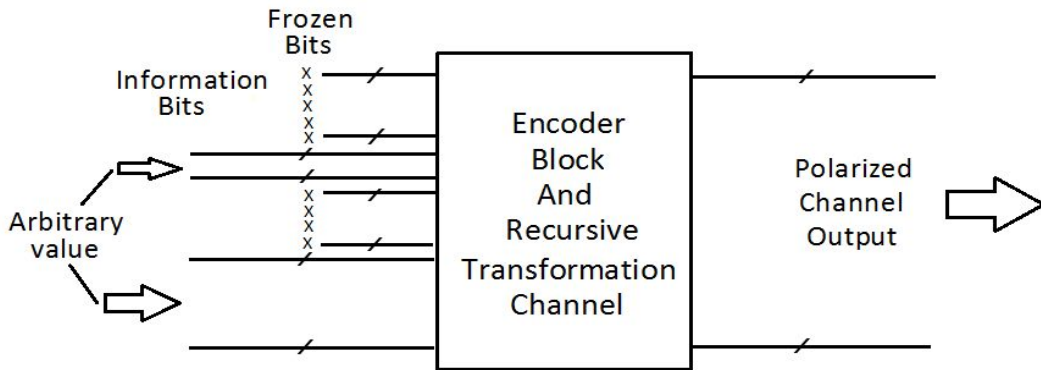 Frozen
Bits
Information
Bits
x
x
x
x
x
x
x
x
x
x
Arbitrary
value
Encoder
Block
And
Recursive
Transformation
Channel
Polarized
Channel
Output